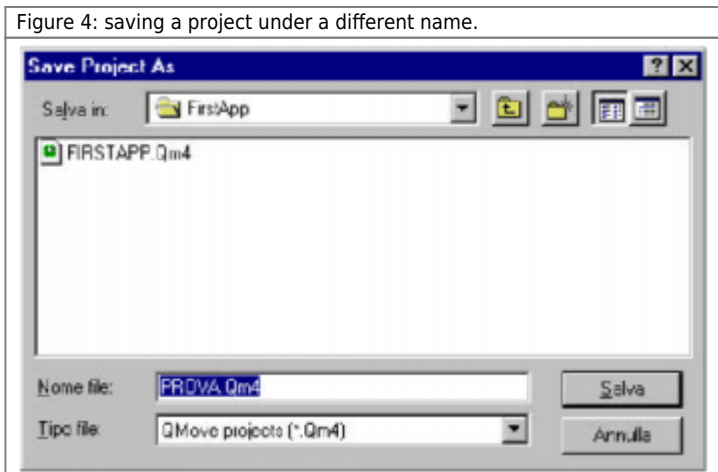 Figure 4: saving a project under a different name.
Save Project As
Salva in: FirstApp
FIRSTAPP.Qm4
Nome file: PROVA.Qm4 Salva
Tipo file: QMove projects (*.Qm4) Annulla